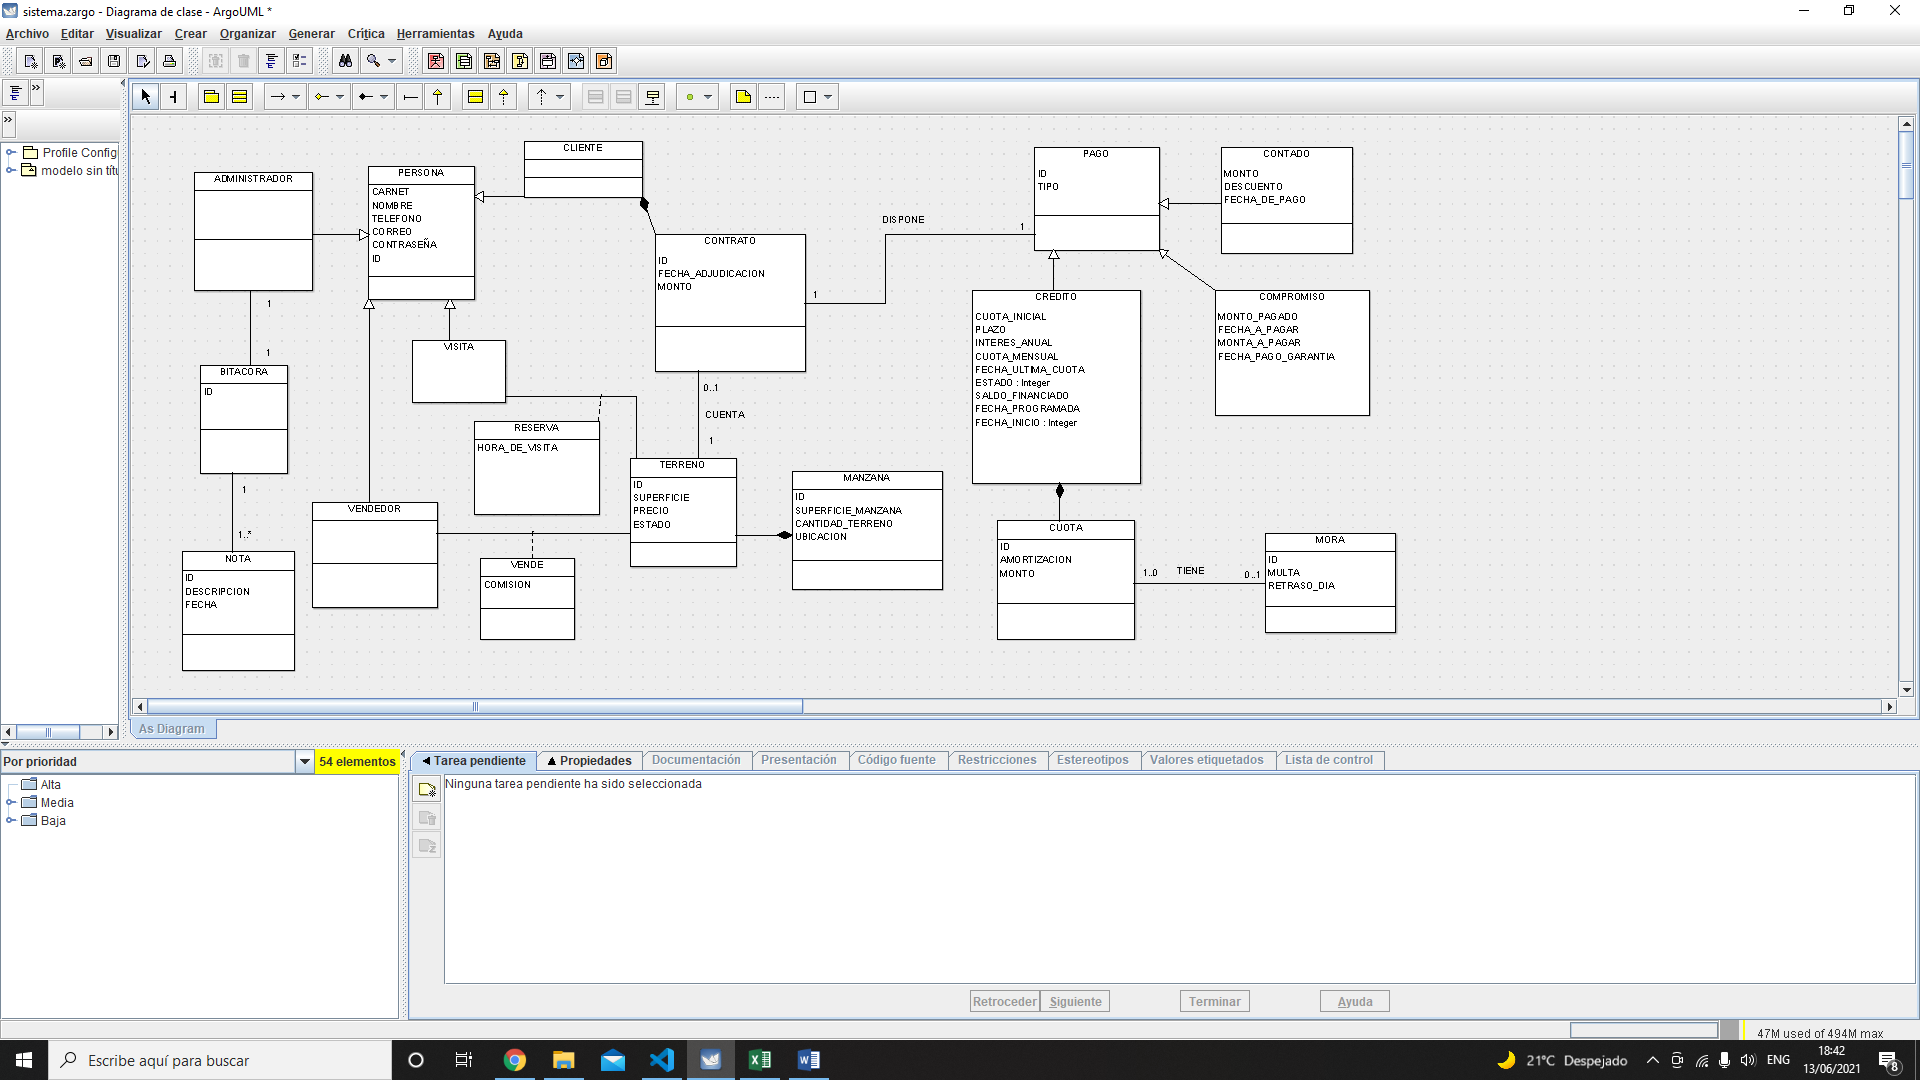 sistema.zargo - Diagrama de clase - ArgoUML *
Archivo Editar Visualizar Crear Organizar Generar Crítica Herramientas Ayuda
Profile Config
modelo sin títu
ADMINISTRADOR
PERSONA
CARNET
NOMBRE
TELEFONO
CORREO
CONTRASEÑA
ID
CLIENTE
CONTRATO
ID
FECHA_ADJUDICACION
MONTO
DISPONE
1
1
PAGO
ID
TIPO
CONTADO
MONTO
DESCUENTO
FECHA_DE_PAGO
CREDITO
CUOTA_INICIAL
PLAZO
INTERES_ANUAL
CUOTA_MENSUAL
FECHA_ULTIMA_CUOTA
ESTADO : Integer
SALDO_FINANCIADO
FECHA_PROGRAMADA
FECHA_INICIO : Integer
COMPROMISO
MONTO_PAGADO
FECHA_A_PAGAR
MONTA_A_PAGAR
FECHA_PAGO_GARANTIA
1
1
BITACORA
ID
VISITA
0..1
CUENTA
1
RESERVA
HORA_DE_VISITA
TERRENO
ID
SUPERFICIE
PRECIO
ESTADO
MANZANA
ID
SUPERFICIE_MANZANA
CANTIDAD_TERRENO
UBICACION
1
1..*
VENDEDOR
NOTA
ID
DESCRIPCION
FECHA
VENDE
COMISION
CUOTA
ID
AMORTIZACION
MONTO
1..0 TIENE 0..1
MORA
ID
MULTA
RETRASO_DIA
As Diagram
Por prioridad 54 elementos
Alta
Media
Baja
Tarea pendiente Propiedades Documentación Presentación Código fuente Restricciones Estereotipos Valores etiquetados Lista de control
Ninguna tarea pendiente ha sido seleccionada
Retroceder Siguiente Terminar Ayuda
47M used of 494M max
Escribe aquí para buscar
21°C Despejado
ENG
18:42
13/06/2021
8